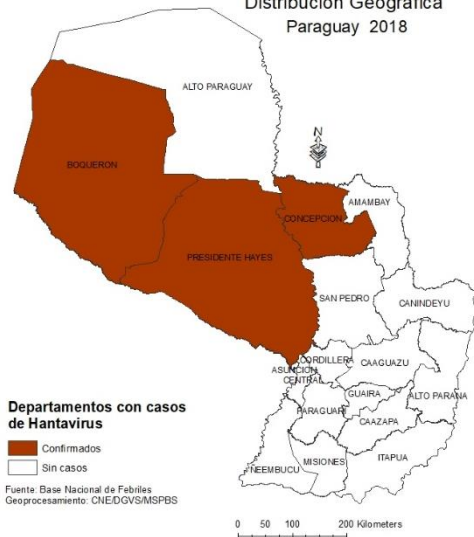 Distribución Geográfica
Paraguay 2018
ALTO PARAGUAY
N
BOQUERON
AMAMBAY
CONCEPCION
PRESIDENTE HAYES
SAN PEDRO
CANINDEYU
CORDILLERA
CAAGUAZU
ASUNCION
CENTRAL
GUAIRA
ALTO PARANA
PARAGUARI
CAAZAPA
MISIONES
ITAPUA
ÑEEMBUCU
Departamentos con casos
de Hantavirus
Confirmados
Sin casos
Fuente: Base Nacional de Febriles
Geoprocesamiento: CNE/DGVS/MSPBS
0 50 100 200 Kilometers